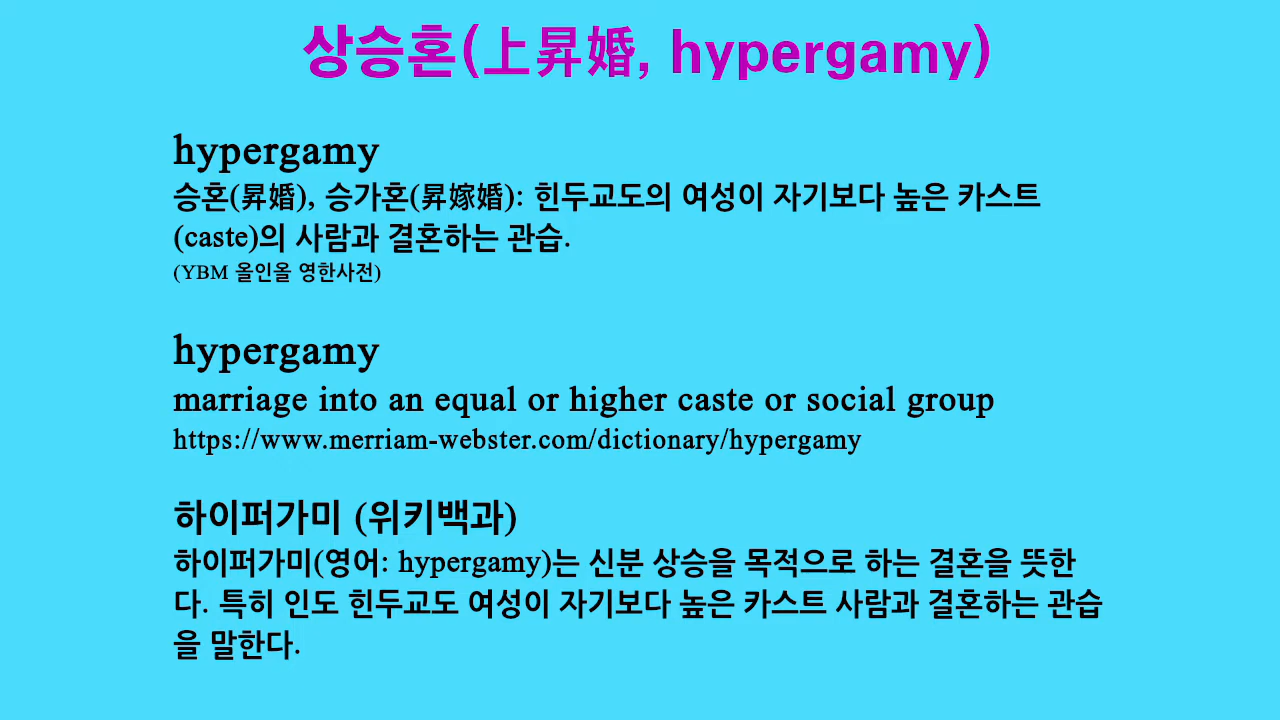 상승혼(上昇婚, hypergamy)
hypergamy
승혼(昇婚), 승가혼(昇嫁婚): 힌두교도의 여성이 자기보다 높은 카스트
(caste)의 사람과 결혼하는 관습.
(YBM 올인올 영한사전)
hypergamy
marriage into an equal or higher caste or social group
https://www.merriam-webster.com/dictionary/hypergamy
하이퍼가미 (위키백과)
하이퍼가미(영어: hypergamy)는 신분 상승을 목적으로 하는 결혼을 뜻한
다. 특히 인도 힌두교도 여성이 자기보다 높은 카스트 사람과 결혼하는 관습
을 말한다.